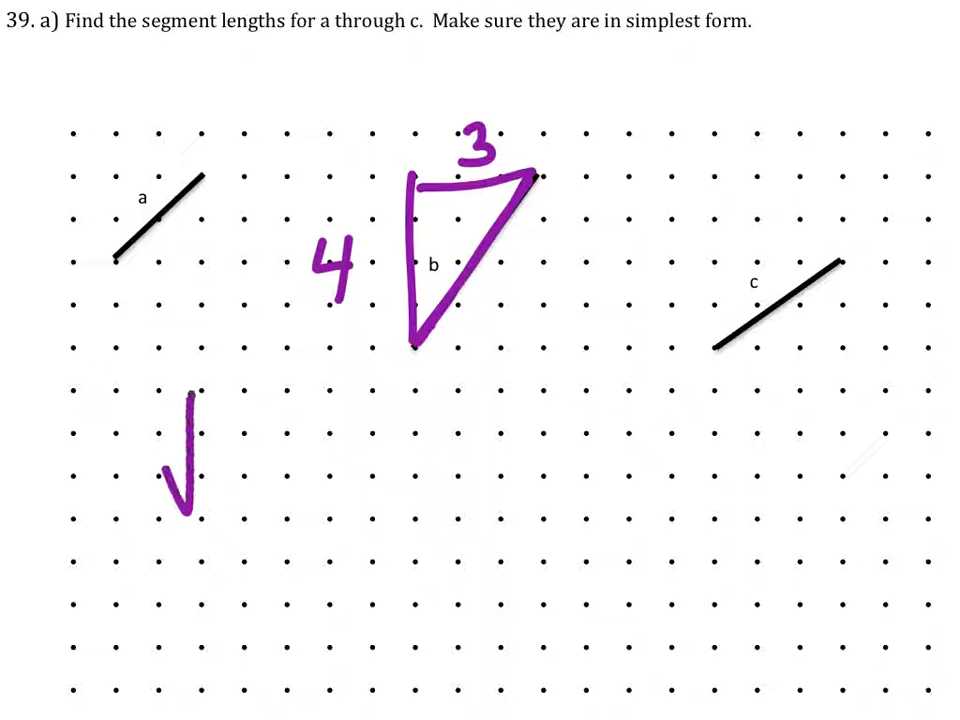 39. a) Find the segment lengths for a through c. Make sure they are in simplest form.
3
a
4
b
c
√